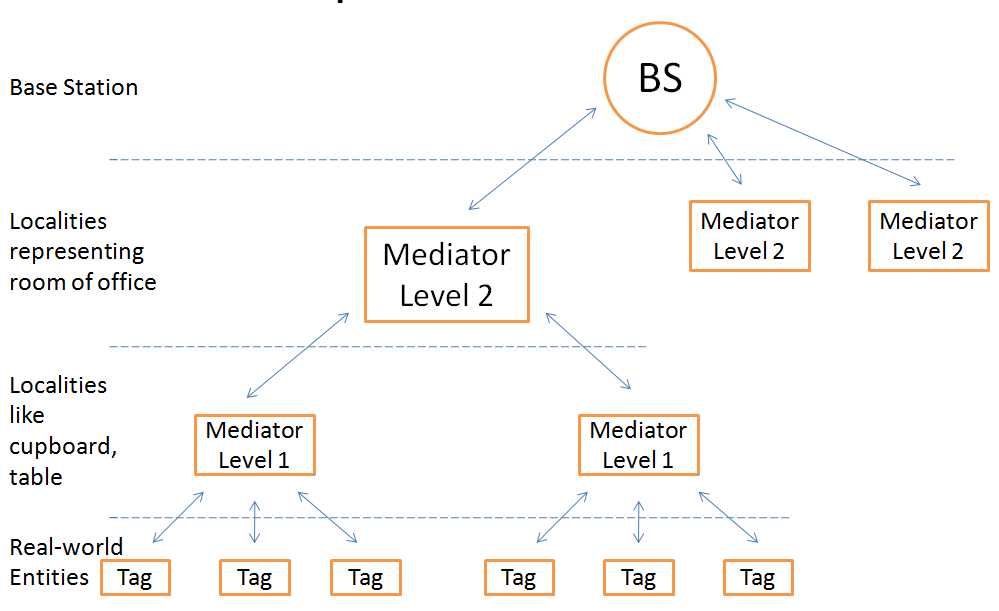 BS
Base Station
Localities
representing
room of office
Mediator
Level 2
Mediator
Level 2
Mediator
Level 2
Localities
like
cupboard,
table
Mediator
Level 1
Mediator
Level 1
Real-world
Entities
Tag
Tag
Tag
Tag
Tag
Tag